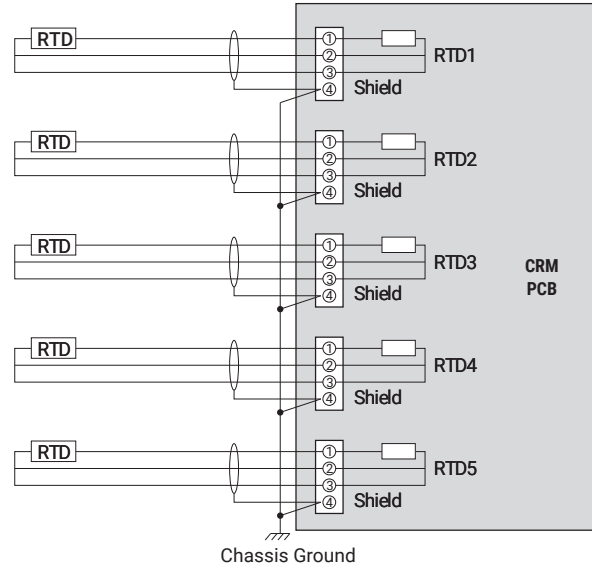 RTD
①
②
③
④
RTD1
Shield
RTD
①
②
③
④
RTD2
Shield
RTD
①
②
③
④
RTD3
Shield
CRM
PCB
RTD
①
②
③
④
RTD4
Shield
RTD
①
②
③
④
RTD5
Shield
Chassis Ground